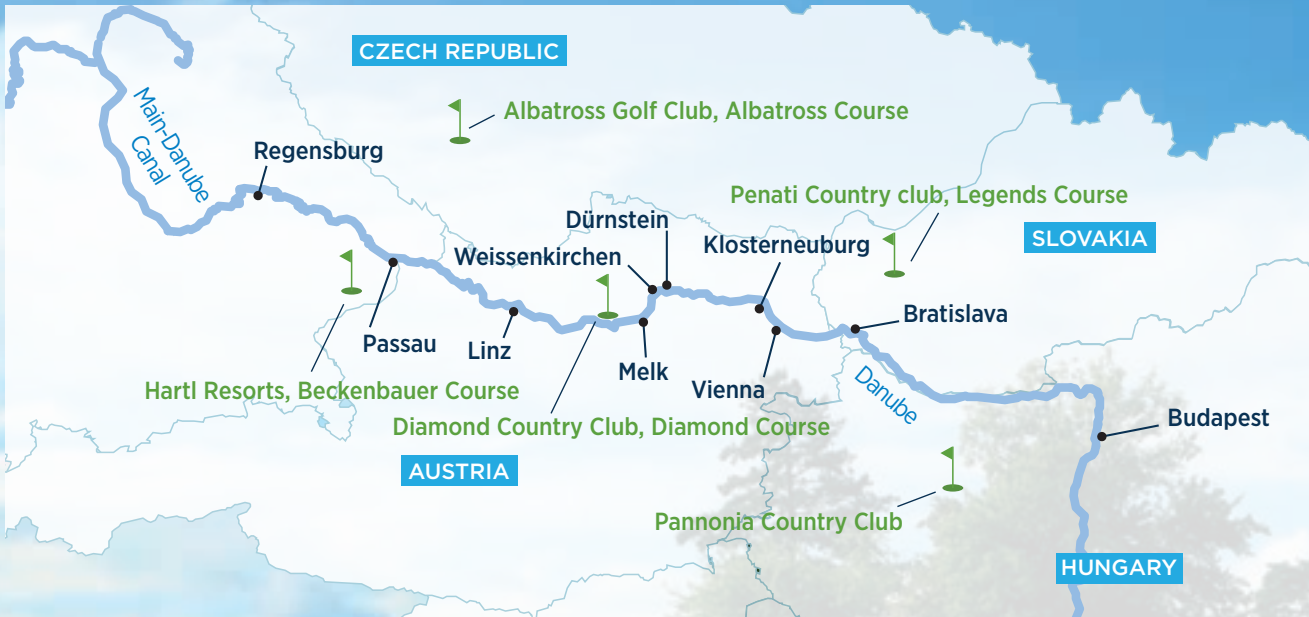 CZECH REPUBLIC
Albatross Golf Club, Albatross Course
Main-Danube
Canal
Regensburg
Penati Country club, Legends Course
Dürnstein
SLOVAKIA
Klosterneuburg
Weissenkirchen
Bratislava
Passau
Linz
Melk
Vienna
Hartl Resorts, Beckenbauer Course
Danube
Budapest
Diamond Country Club, Diamond Course
AUSTRIA
Pannonia Country Club
HUNGARY